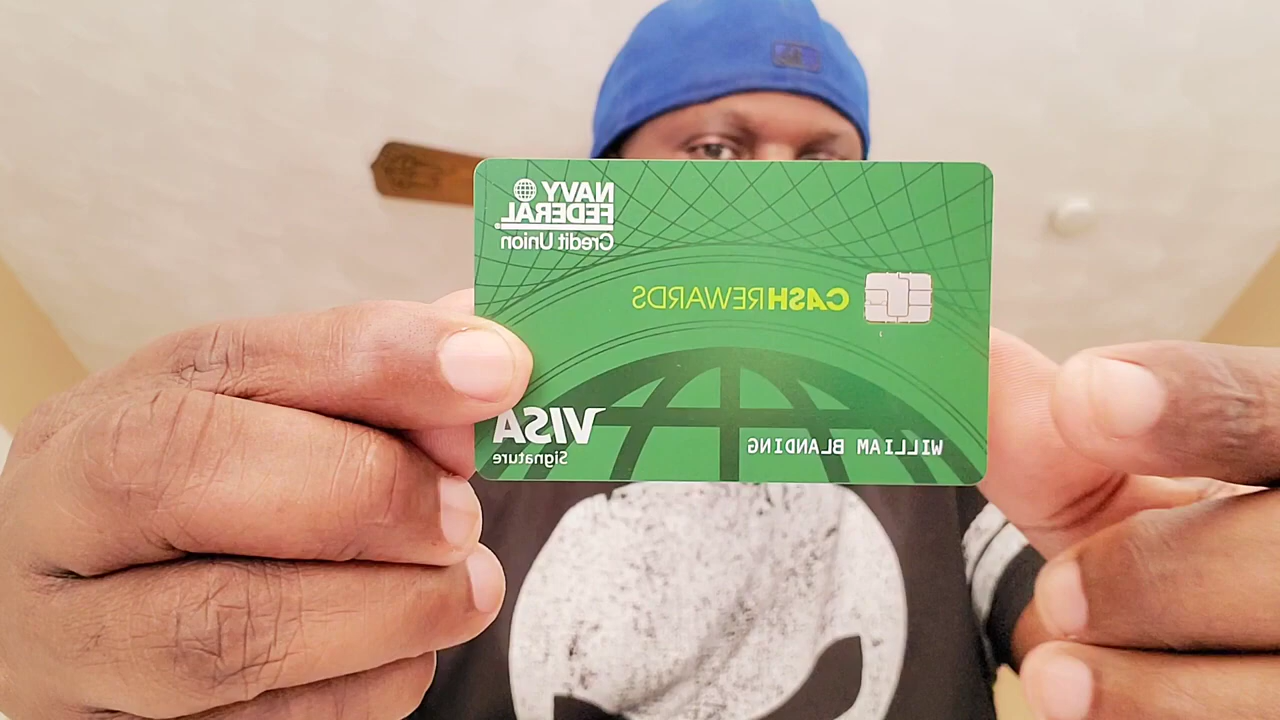 NAVY
FEDERAL
Credit Union
CASHREWARDS
VISA
Signature
WILLIAM BLANDING